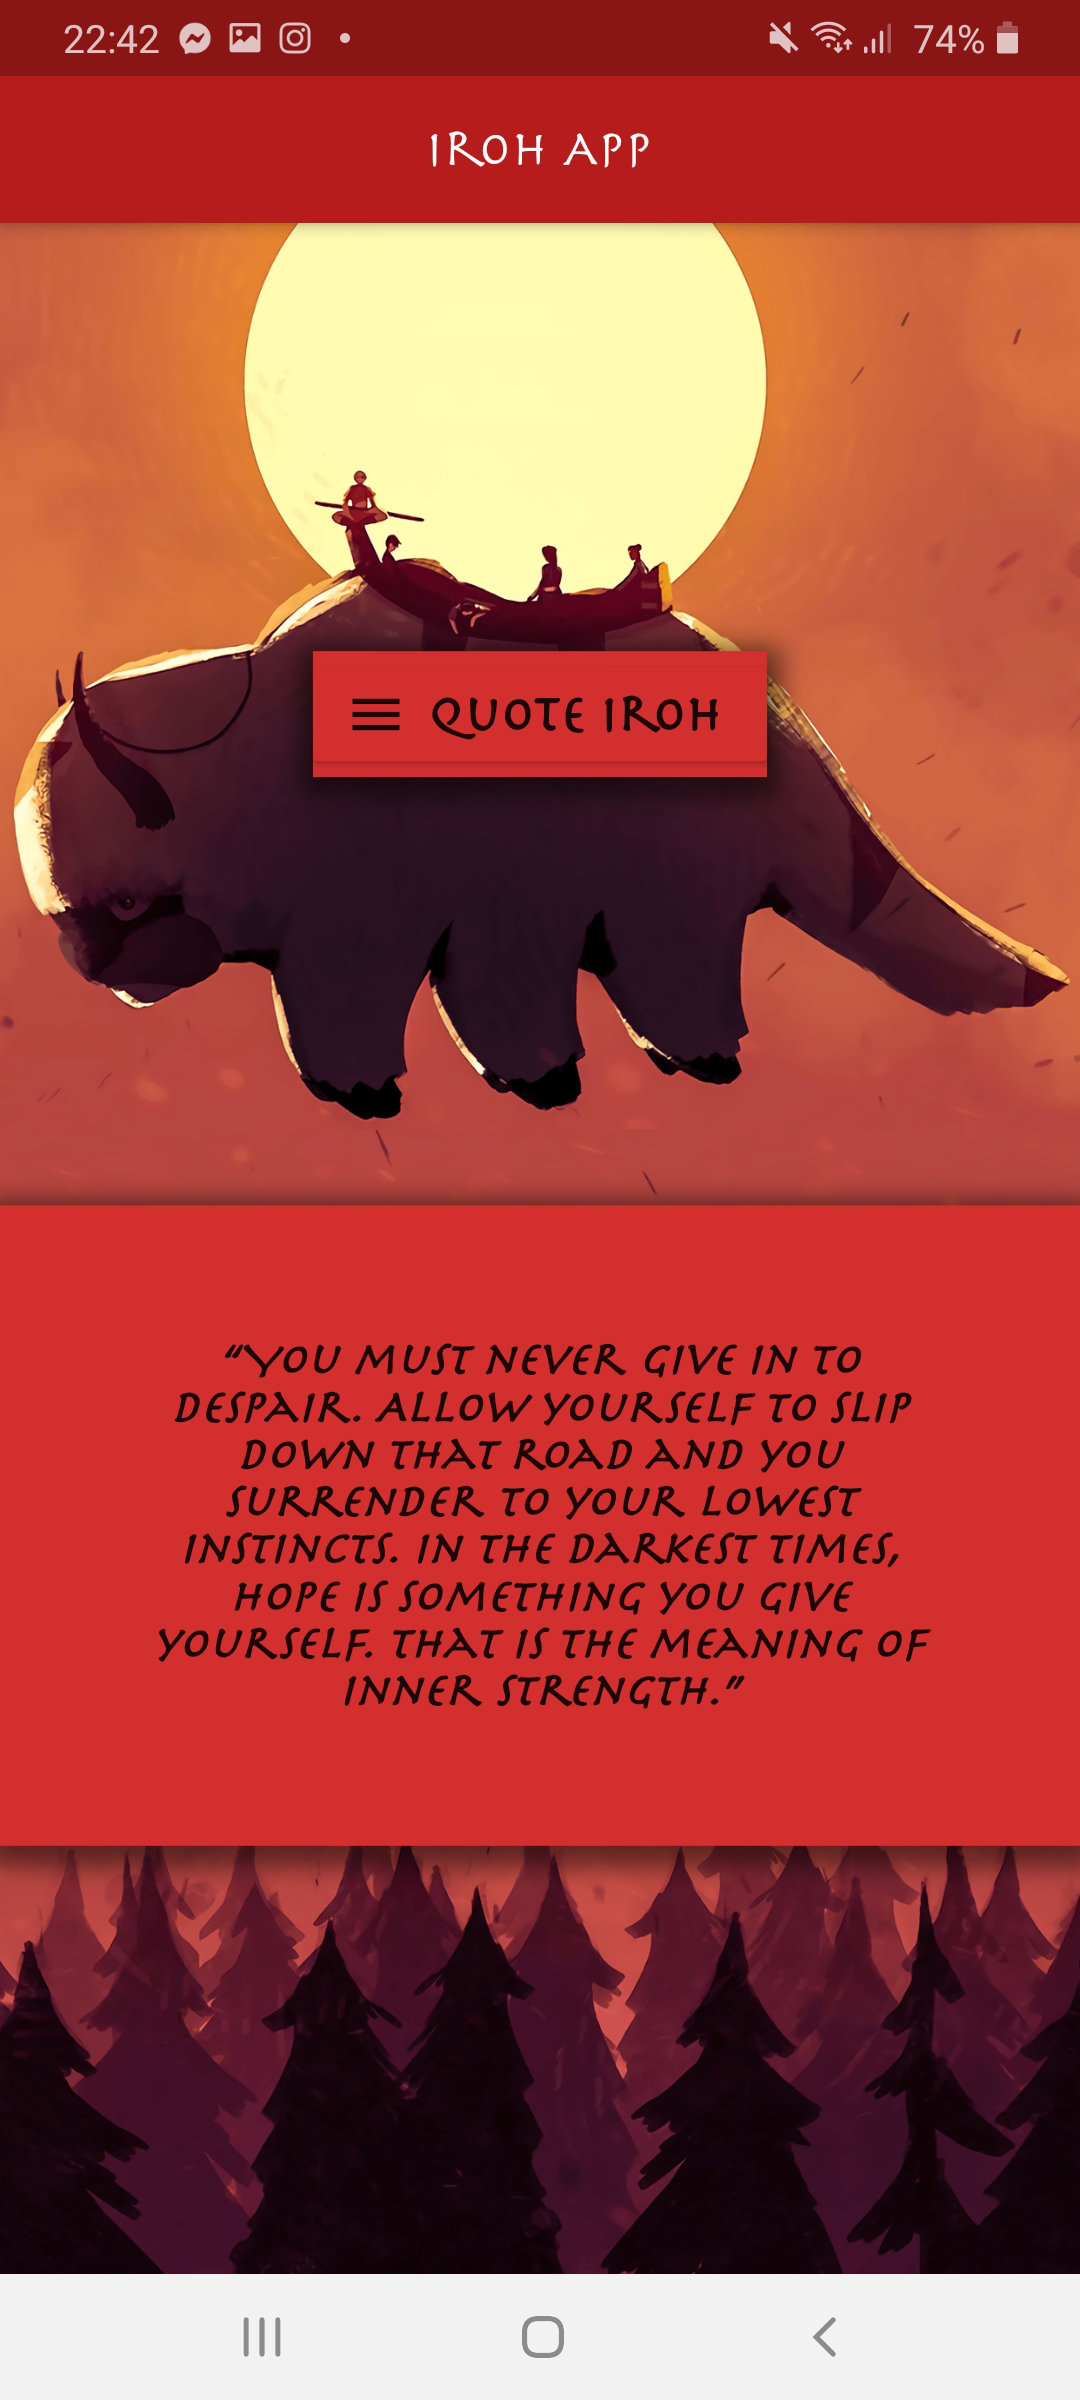 22:42
74%
IROH APP
QUOTE IROH
“YOU MUST NEVER GIVE IN TO
DESPAIR. ALLOW YOURSELF TO SLIP
DOWN THAT ROAD AND YOU
SURRENDER TO YOUR LOWEST
INSTINCTS. IN THE DARKEST TIMES,
HOPE IS SOMETHING YOU GIVE
YOURSELF. THAT IS THE MEANING OF
INNER STRENGTH.”